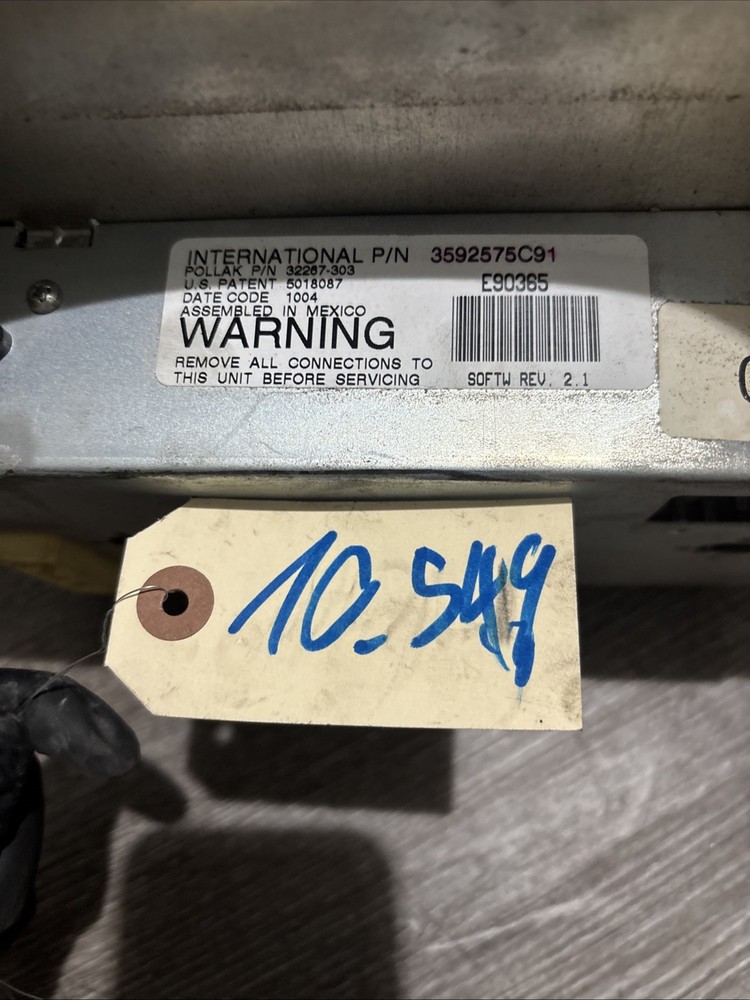 INTERNATIONAL P/N 3592575C91
POLLAK P/N 32267-303
U.S. PATENT 5018087
DATE CODE 1004
ASSEMBLED IN MEXICO
WARNING
REMOVE ALL CONNECTIONS TO
THIS UNIT BEFORE SERVICING
E90365
SOFTW REV. 2.1
10-549